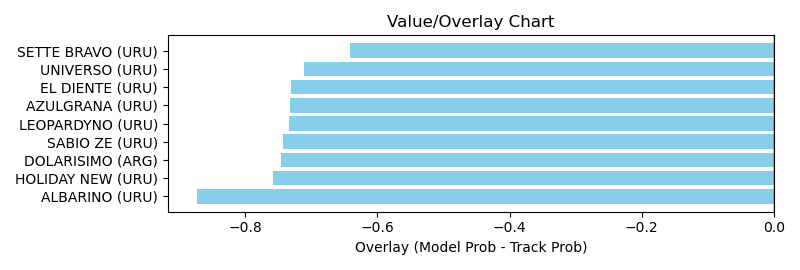 Value/Overlay Chart
SETTE BRAVO (URU)
UNIVERSO (URU)
EL DIENTE (URU)
AZULGRANA (URU)
LEOPARDYNO (URU)
SABIO ZE (URU)
DOLARISIMO (ARG)
HOLIDAY NEW (URU)
ALBARINO (URU)
−0.8 −0.6 −0.4 −0.2 0.0
Overlay (Model Prob - Track Prob)